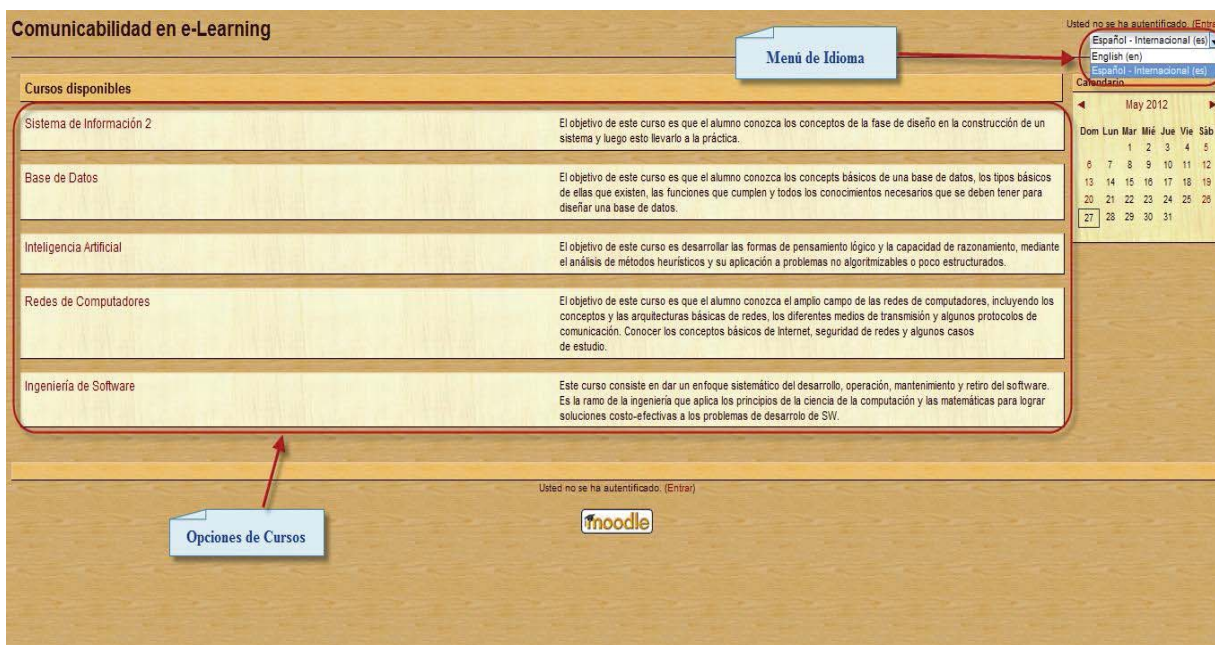 Comunicabilidad en e-Learning
Usted no se ha autentificado. (Entra
Español - Internacional (es)
English (en)
Español - Internacional (es)
Menú de Idioma
Cursos disponibles
Sistema de Información 2
El objetivo de este curso es que el alumno conozca los conceptos de la fase de diseño en la construcción de un
sistema y luego esto llevarlo a la práctica.
Base de Datos
El objetivo de este curso es que el alumno conozca los concepts básicos de una base de datos, los tipos básicos
de ellas que existen, las funciones que cumplen y todos los conocimientos necesarios que se deben tener para
diseñar una base de datos.
Inteligencia Artificial
El objetivo de este curso es desarrollar las formas de pensamiento lógico y la capacidad de razonamiento, mediante
el análisis de métodos heurísticos y su aplicación a problemas no algoritmizables o poco estructurados.
Redes de Computadores
El objetivo de este curso es que el alumno conozca el amplio campo de las redes de computadores, incluyendo los
conceptos y las arquitecturas básicas de redes, los diferentes medios de transmisión y algunos protocolos de
comunicación. Conocer los conceptos básicos de Internet, seguridad de redes y algunos casos
de estudio.
Ingeniería de Software
Este curso consiste en dar un enfoque sistemático del desarrollo, operación, mantenimiento y retiro del software.
Es la ramo de la ingeniería que aplica los principios de la ciencia de la computación y las matemáticas para lograr
soluciones costo-efectivas a los problemas de desarrolo de SW.
Calendario
May 2012
Dom Lun Mar Mié Jue Vie Sáb
1 2 3 4 5
6 7 8 9 10 11 12
13 14 15 16 17 18 19
20 21 22 23 24 25 26
27 28 29 30 31
Usted no se ha autentificado. (Entrar)
moodle
Opciones de Cursos